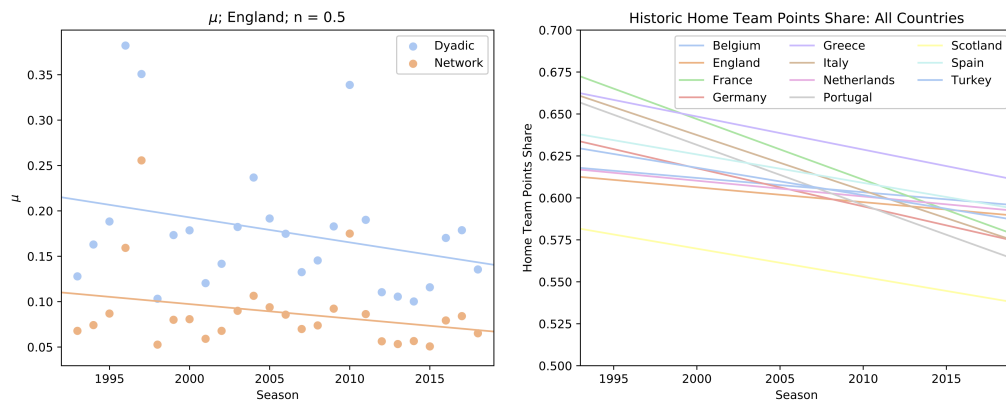 μ; England; n = 0.5
Dyadic
Network
0.35
0.30
0.25
0.20
0.15
0.10
0.05
μ
1995
2000
2005
2010
2015
Season
Historic Home Team Points Share: All Countries
Belgium
England
France
Germany
Greece
Italy
Netherlands
Portugal
Scotland
Spain
Turkey
0.700
0.675
0.650
0.625
0.600
0.575
0.550
0.525
0.500
Home Team Points Share
1995
2000
2005
2010
2015
Season